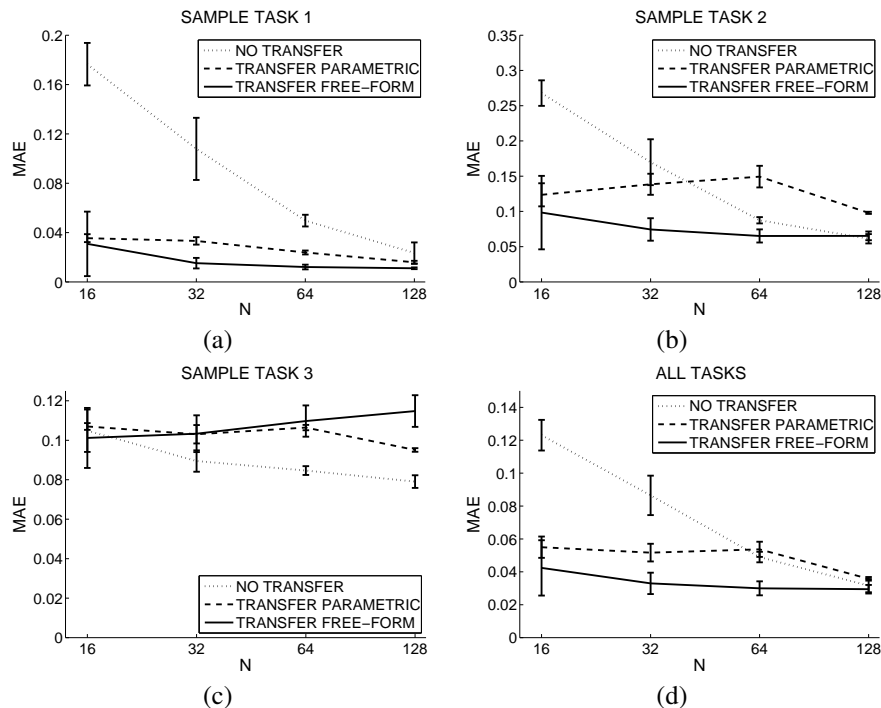 SAMPLE TASK 1
0.2
0.16
0.12
0.08
0.04
0
MAE
NO TRANSFER
TRANSFER PARAMETRIC
TRANSFER FREE−FORM
16 32 64 128
N
(a)
SAMPLE TASK 2
0.35
0.3
0.25
0.2
0.15
0.1
0.05
0
MAE
NO TRANSFER
TRANSFER PARAMETRIC
TRANSFER FREE−FORM
16 32 64 128
N
(b)
SAMPLE TASK 3
0.12
0.1
0.08
0.06
0.04
0.02
0
MAE
NO TRANSFER
TRANSFER PARAMETRIC
TRANSFER FREE−FORM
16 32 64 128
N
(c)
ALL TASKS
0.14
0.12
0.1
0.08
0.06
0.04
0.02
0
MAE
NO TRANSFER
TRANSFER PARAMETRIC
TRANSFER FREE−FORM
16 32 64 128
N
(d)